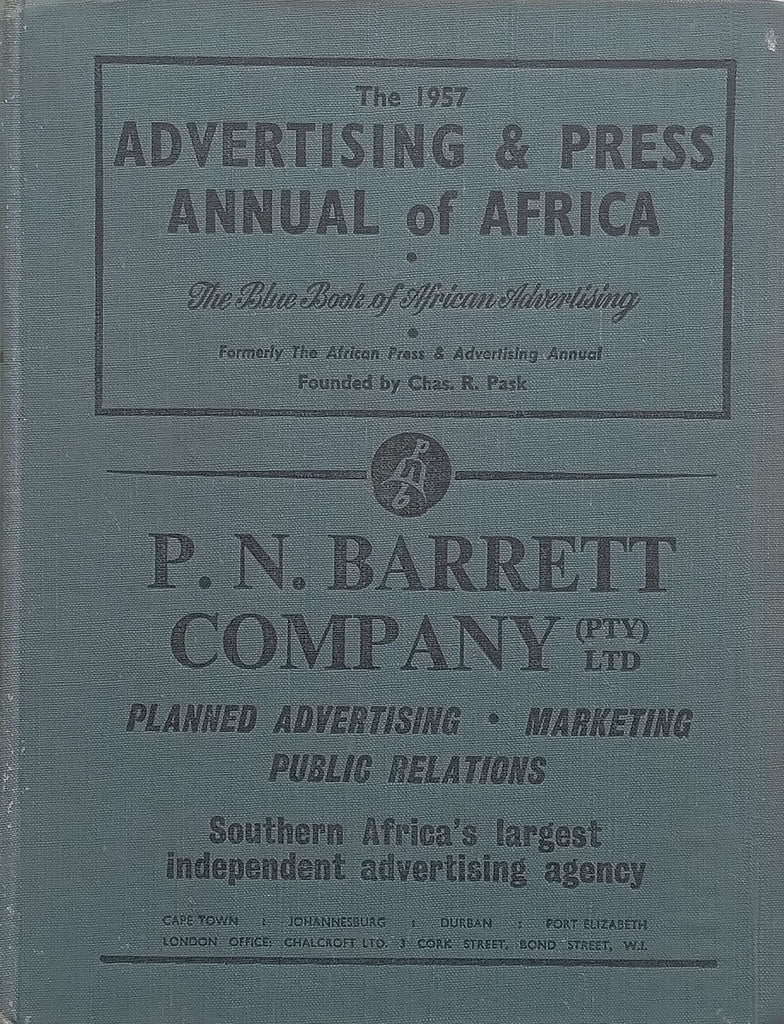 The 1957
ADVERTISING & PRESS
ANNUAL of AFRICA
•
The Blue Book of African Advertising
•
Formerly The African Press & Advertising Annual
Founded by Chas. R. Pask
p
b
P. N. BARRETT
COMPANY (PTY) LTD
PLANNED ADVERTISING • MARKETING
PUBLIC RELATIONS
Southern Africa's largest
independent advertising agency
CAPE TOWN : JOHANNESBURG : DURBAN : PORT ELIZABETH
LONDON OFFICE: CHALCROFT LTD. 3 CORK STREET, BOND STREET, W.I.